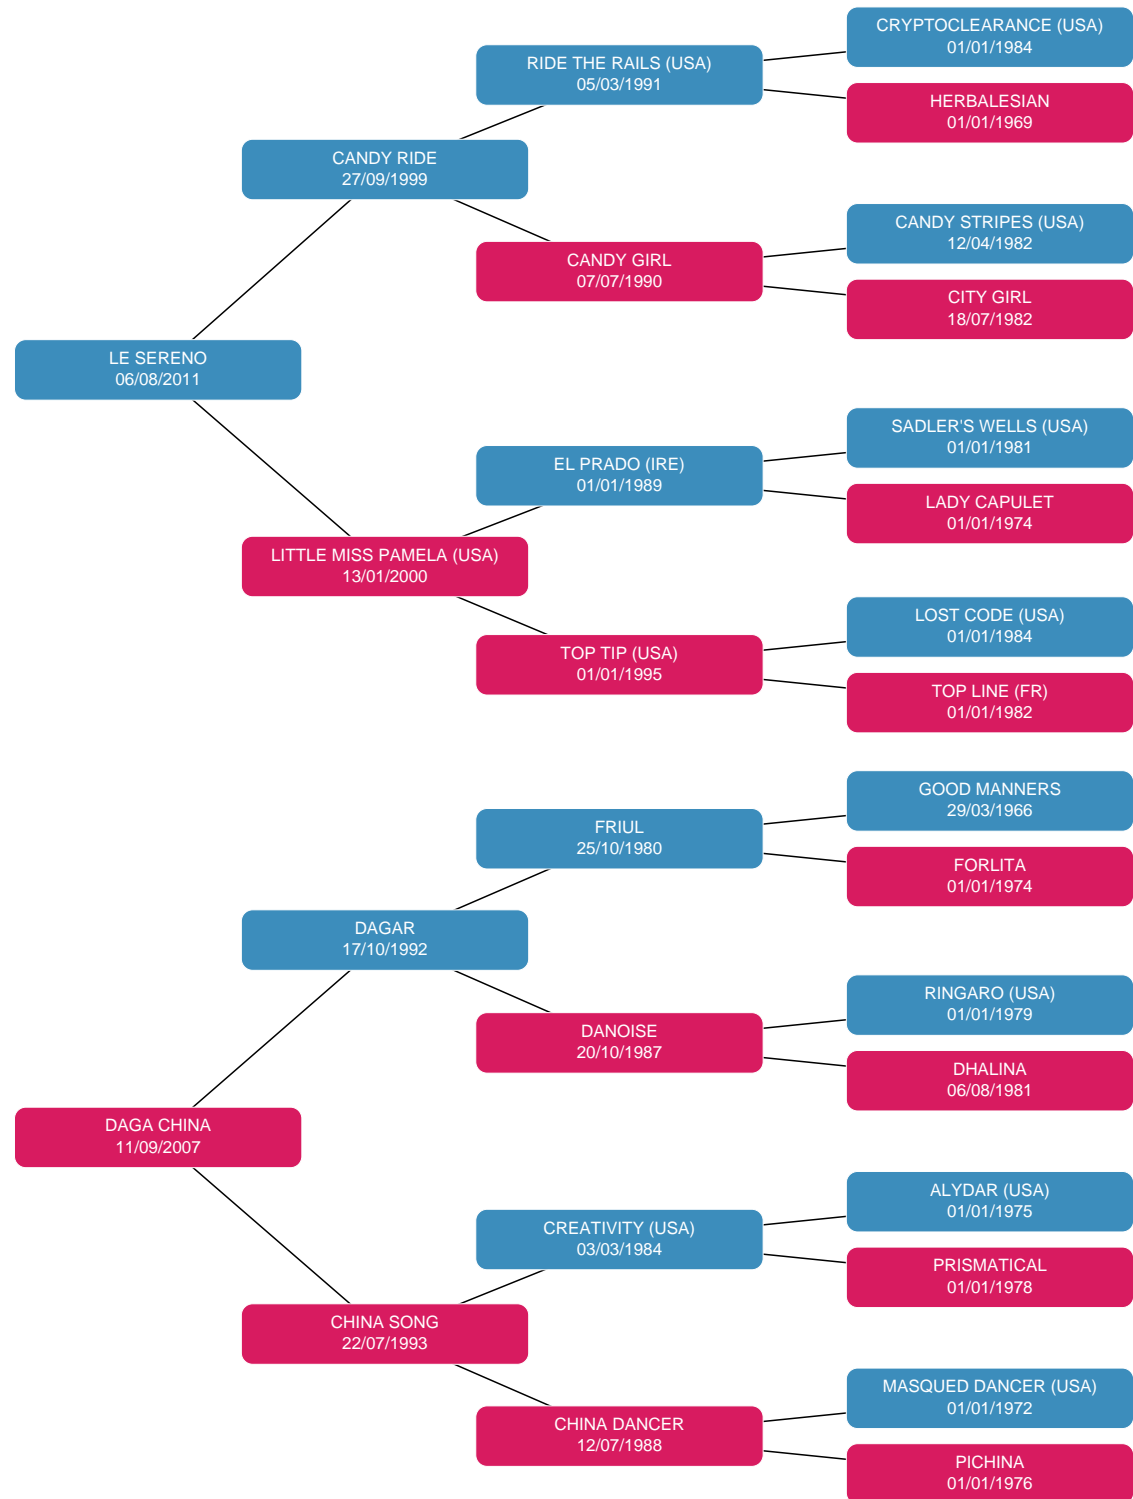 CRYPTOCLEARANCE (USA)
01/01/1984
RIDE THE RAILS (USA)
05/03/1991
HERBALESIAN
01/01/1969
CANDY RIDE
27/09/1999
CANDY STRIPES (USA)
12/04/1982
CANDY GIRL
07/07/1990
CITY GIRL
18/07/1982
LE SERENO
06/08/2011
SADLER'S WELLS (USA)
01/01/1981
EL PRADO (IRE)
01/01/1989
LADY CAPULET
01/01/1974
LITTLE MISS PAMELA (USA)
13/01/2000
LOST CODE (USA)
01/01/1984
TOP TIP (USA)
01/01/1995
TOP LINE (FR)
01/01/1982
GOOD MANNERS
29/03/1966
FRIUL
25/10/1980
FORLITA
01/01/1974
DAGAR
17/10/1992
RINGARO (USA)
01/01/1979
DANOISE
20/10/1987
DHALINA
06/08/1981
DAGA CHINA
11/09/2007
ALYDAR (USA)
01/01/1975
CREATIVITY (USA)
03/03/1984
PRISMATICAL
01/01/1978
CHINA SONG
22/07/1993
MASQUED DANCER (USA)
01/01/1972
CHINA DANCER
12/07/1988
PICHINA
01/01/1976